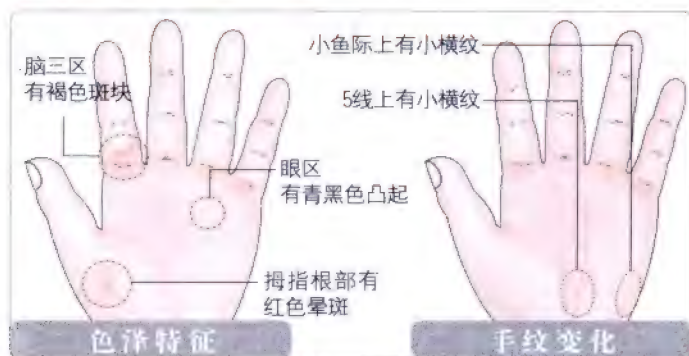 脑三区
有褐色斑块
眼区
有青黑色凸起
拇指根部有
红色晕斑
色泽特征
小鱼际上有小横纹
5线上有小横纹
手纹变化